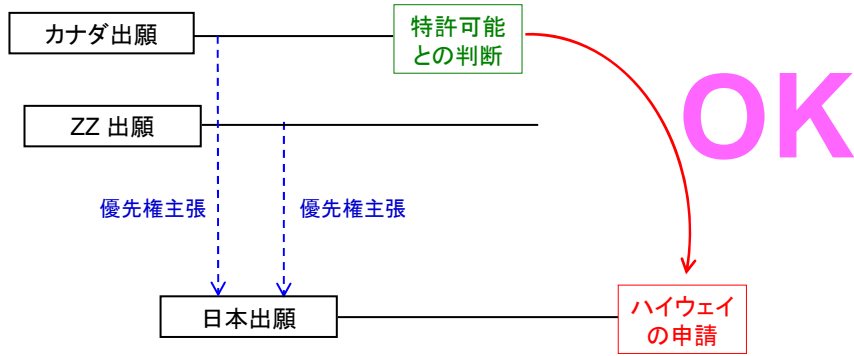 カナダ出願
特許可能
との判断
OK
ZZ 出願
優先権主張
優先権主張
日本出願
ハイウェイ
の申請